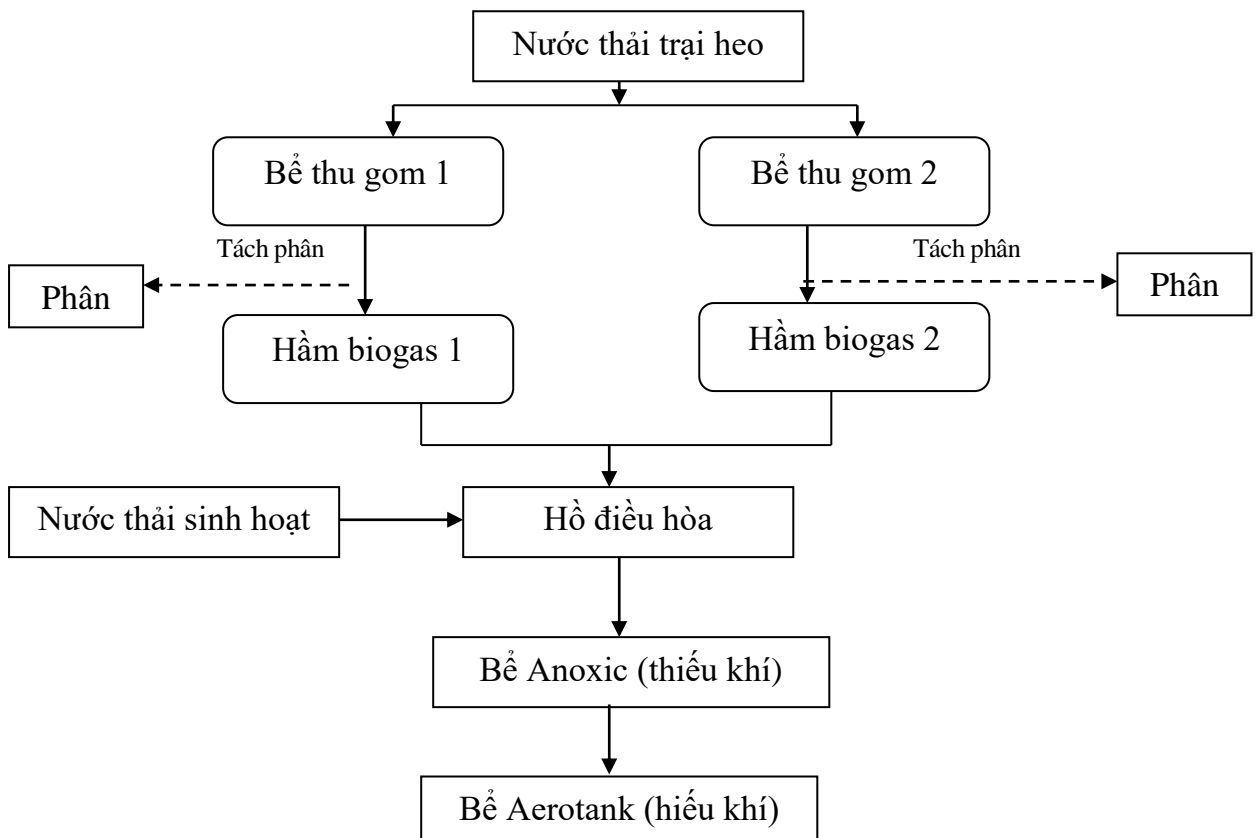 Nước thải trại heo
Bể thu gom 1
Bể thu gom 2
Tách phân
Tách phân
Phân
Phân
Hầm biogas 1
Hầm biogas 2
Nước thải sinh hoạt
Hồ điều hòa
Bể Anoxic (thiếu khí)
Bể Aerotank (hiếu khí)